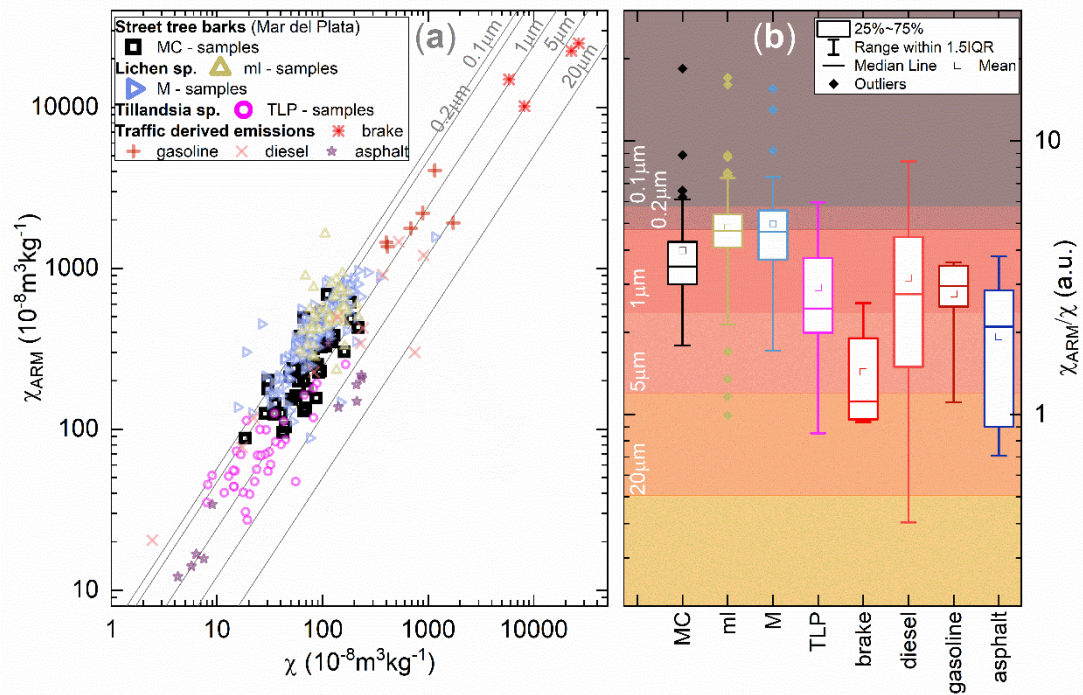 Street tree barks (Mar del Plata)
MC - samples
Lichen sp. ml - samples
M - samples
Tillandsia sp. TLP - samples
Traffic derived emissions brake
gasoline diesel asphalt
(a)
0.1μm
0.2μm
1μm
5μm
20μm
10000
1000
100
10
χARM (10-8m3kg-1)
1 10 100 1000 10000
χ (10-8m3kg-1)
(b)
25%~75%
Range within 1.5IQR
Median Line Mean
Outliers
0.1μm
0.2μm
1μm
5μm
20μm
10
1
χARM/χ (a.u.)
MC
ml
M
TLP
brake
diesel
gasoline
asphalt